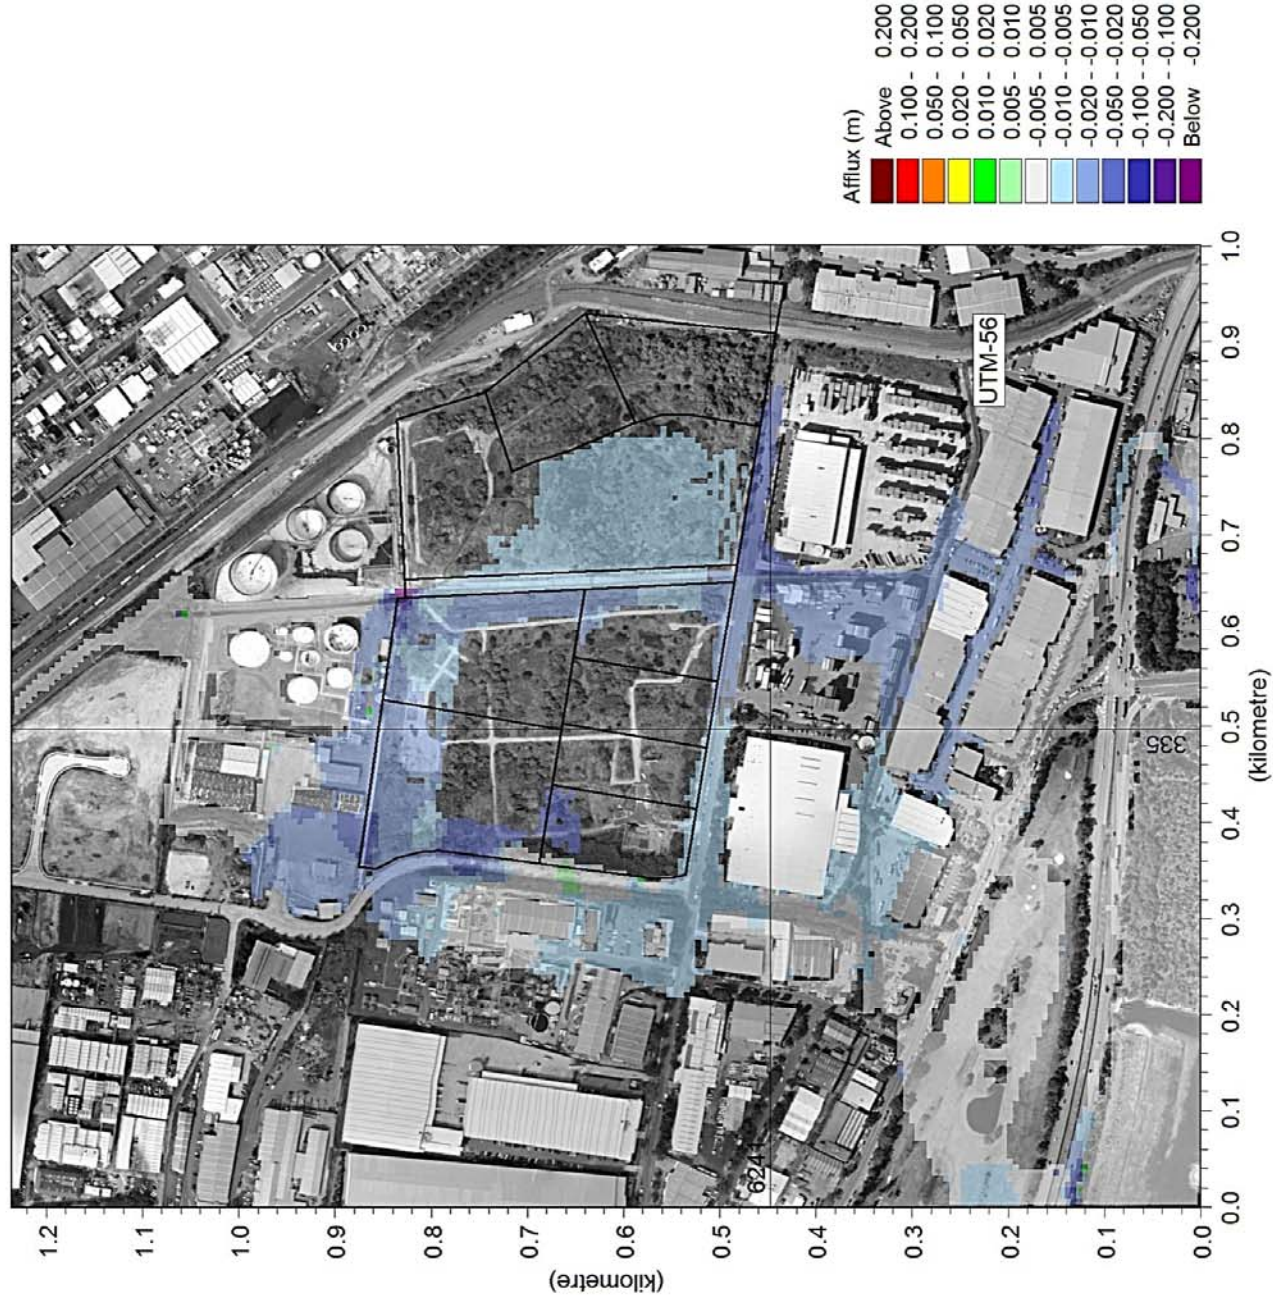 Afflux (m)
Above 0.200
0.100 - 0.200
0.050 - 0.100
0.020 - 0.050
0.010 - 0.020
0.005 - 0.010
-0.005 - 0.005
-0.010 - -0.005
-0.020 - -0.010
-0.050 - -0.020
-0.100 - -0.050
-0.200 - -0.100
Below -0.200
UTM-56
335
624
1.2
1.1
1.0
0.9
0.8
0.7
0.6
0.5
0.4
0.3
0.2
0.1
0.0
(kilometre)
0.0
0.1
0.2
0.3
0.4
0.5
0.6
0.7
0.8
0.9
1.0
(kilometre)